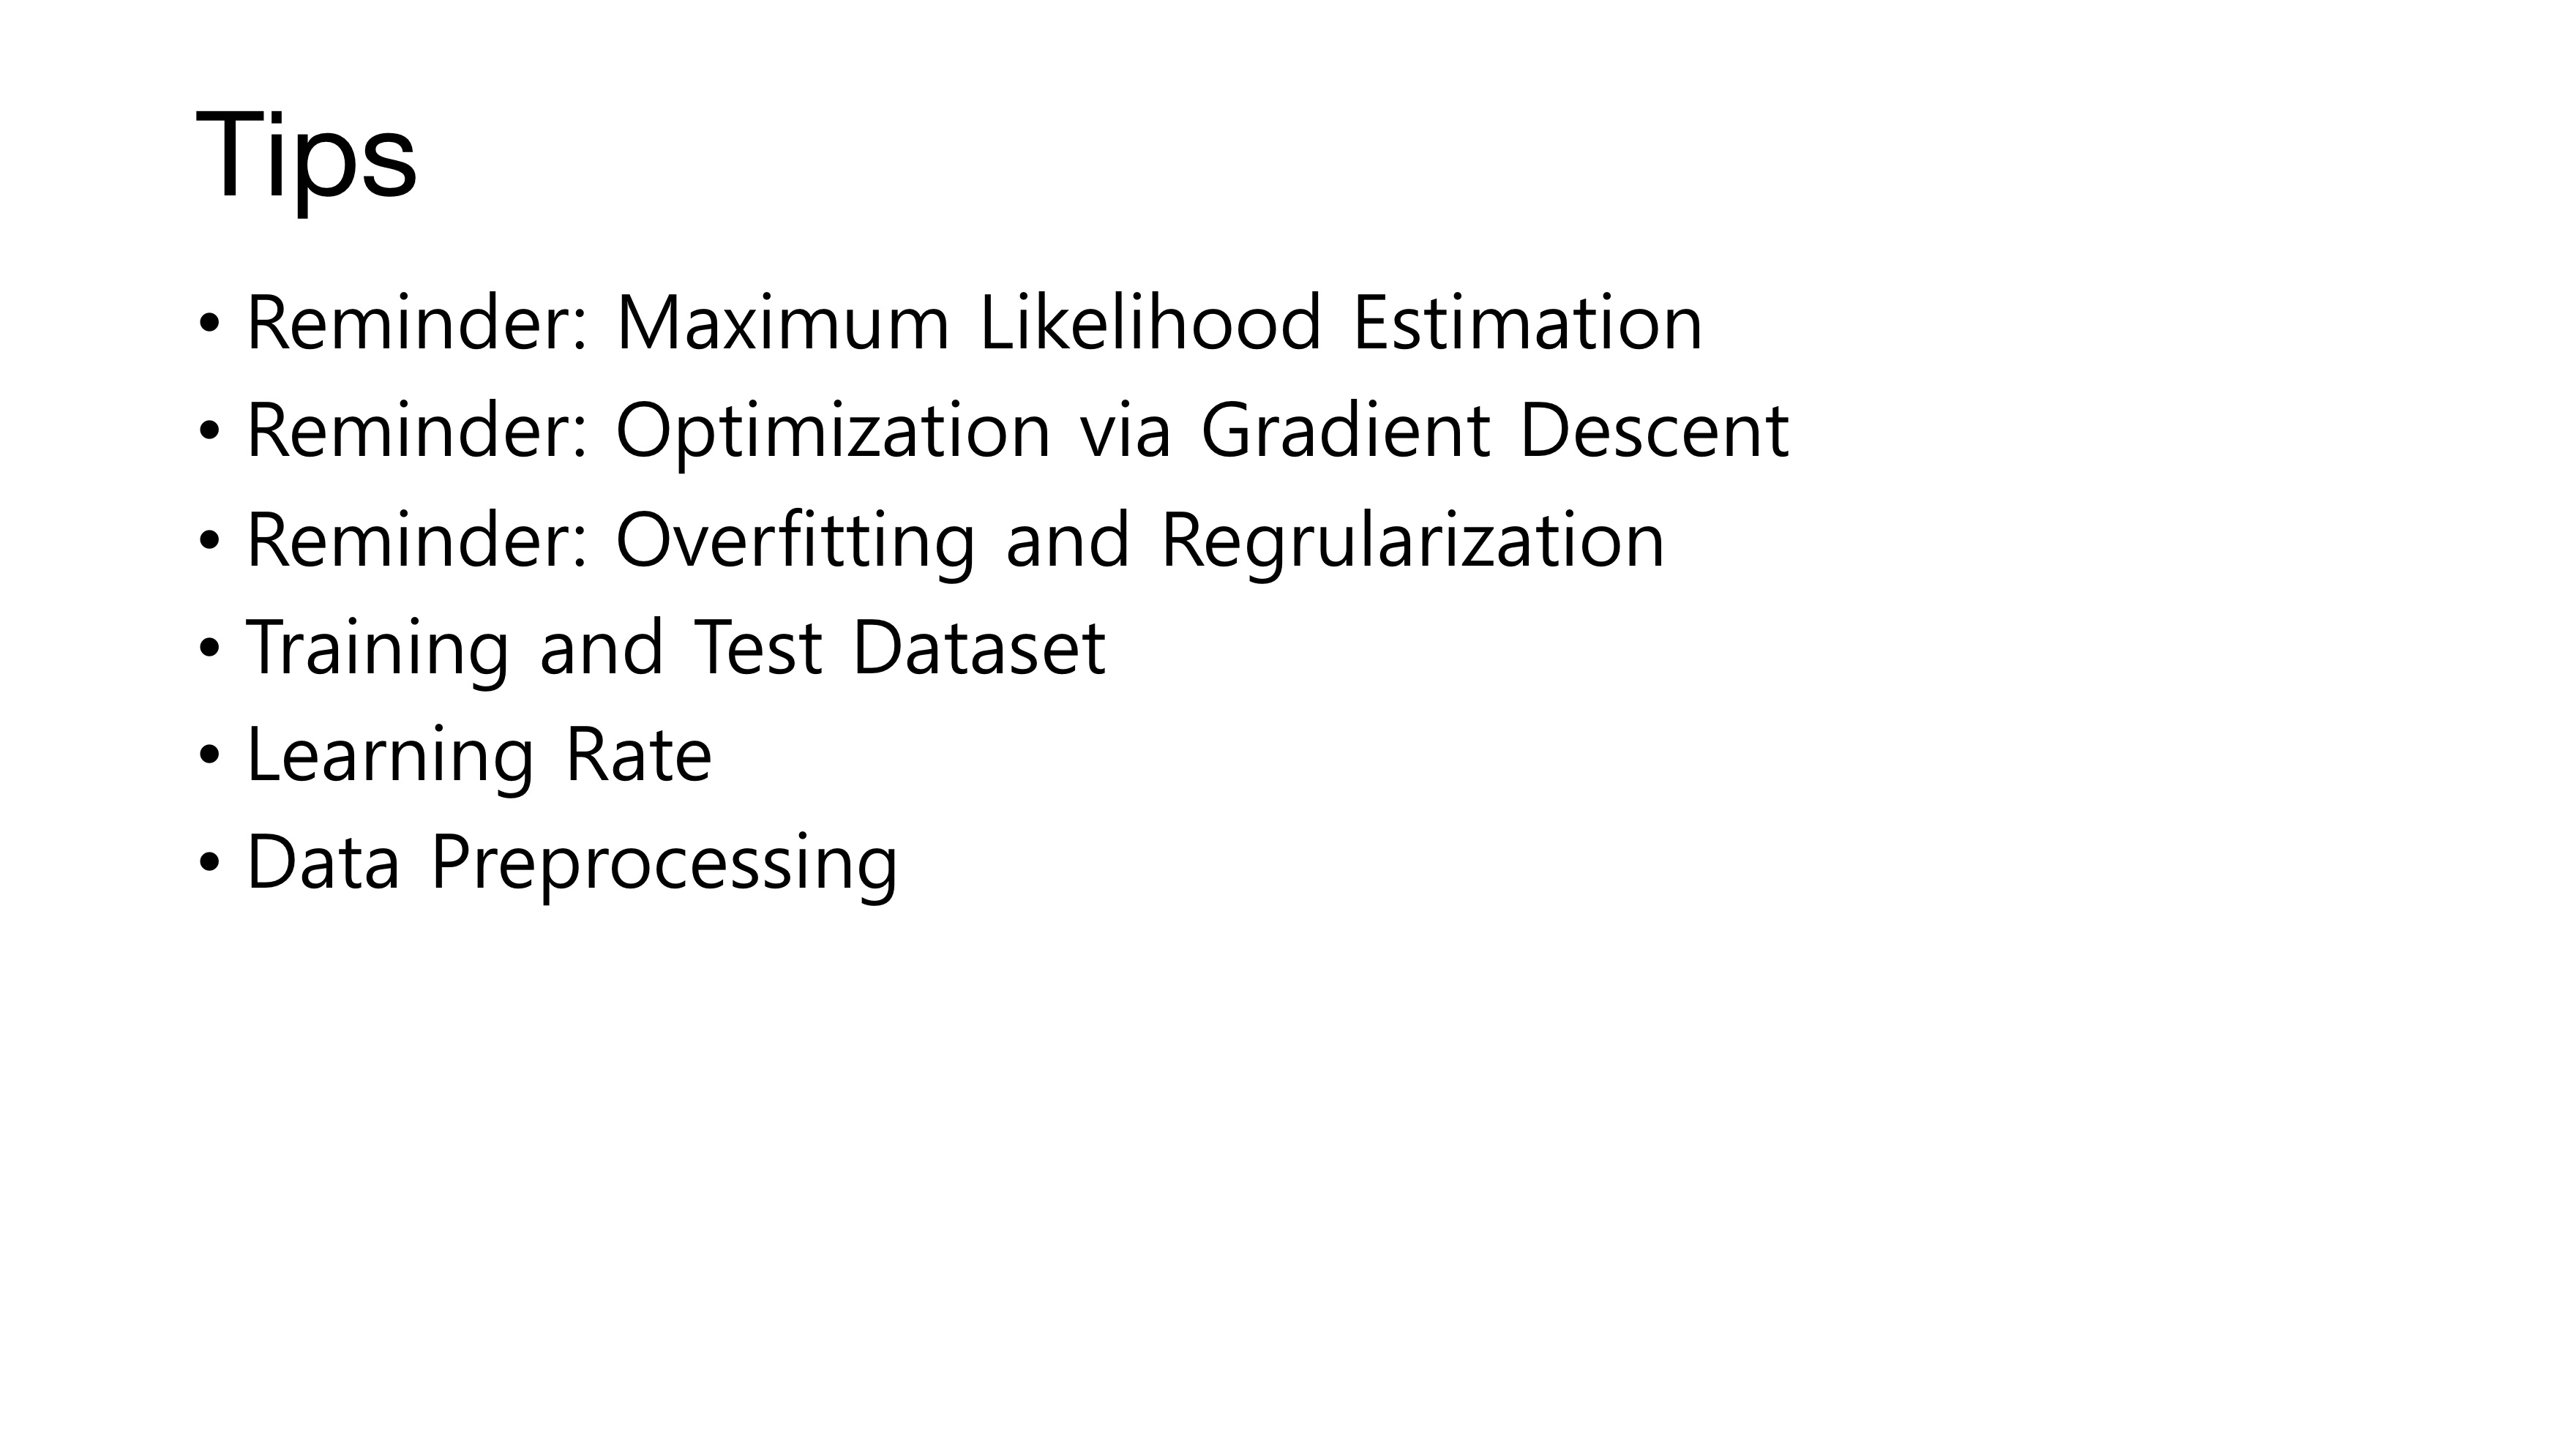 Tips
• Reminder: Maximum Likelihood Estimation
• Reminder: Optimization via Gradient Descent
• Reminder: Overfitting and Regrularization
• Training and Test Dataset
• Learning Rate
• Data Preprocessing